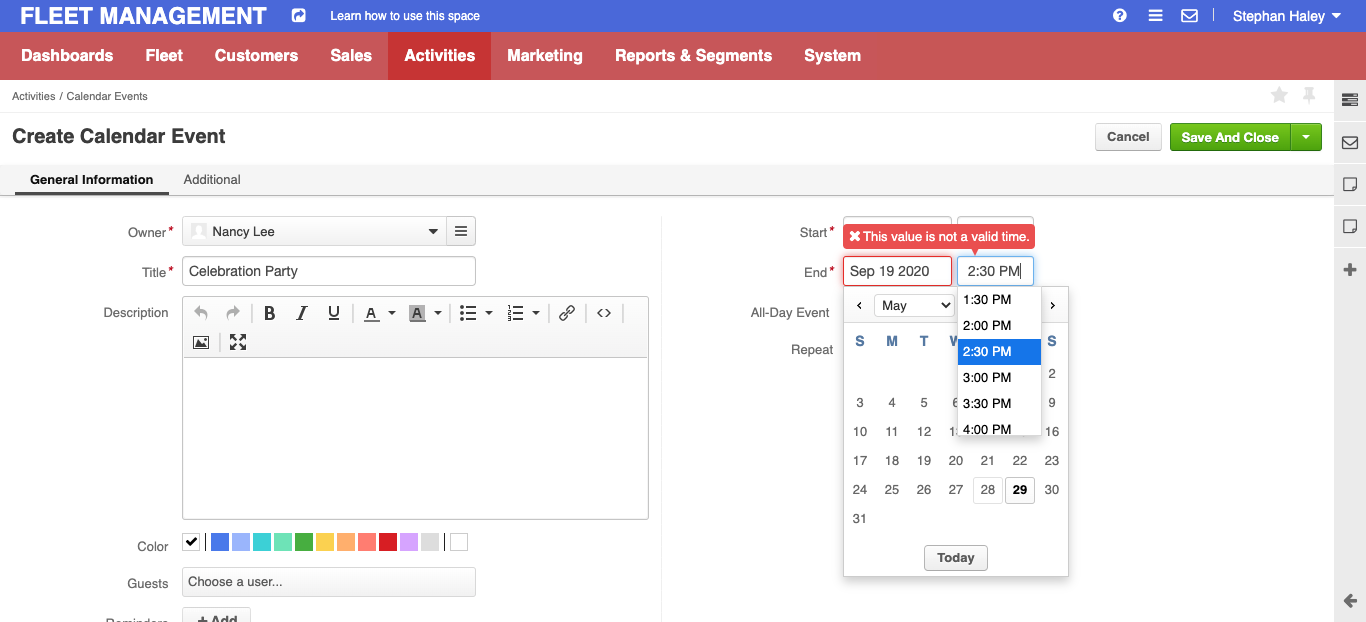 FLEET MANAGEMENT Learn how to use this space Stephan Haley
Dashboards Fleet Customers Sales Activities Marketing Reports & Segments System
Activities / Calendar Events
Create Calendar Event Cancel Save And Close
General Information Additional
Owner* Nancy Lee Start*
This value is not a valid time.
Title* Celebration Party End* Sep 19 2020 2:30 PM
Description B I U A A <> All-Day Event
May
1:30 PM
2:00 PM
Repeat
S M T W S
2:30 PM
3:00 PM
2
3 4 5 6 9
3:30 PM
4:00 PM
10 11 12 16
17 18 19 20 21 22 23
24 25 26 27 28 29 30
31
Today
Color
Guests Choose a user...
Reminders + Add